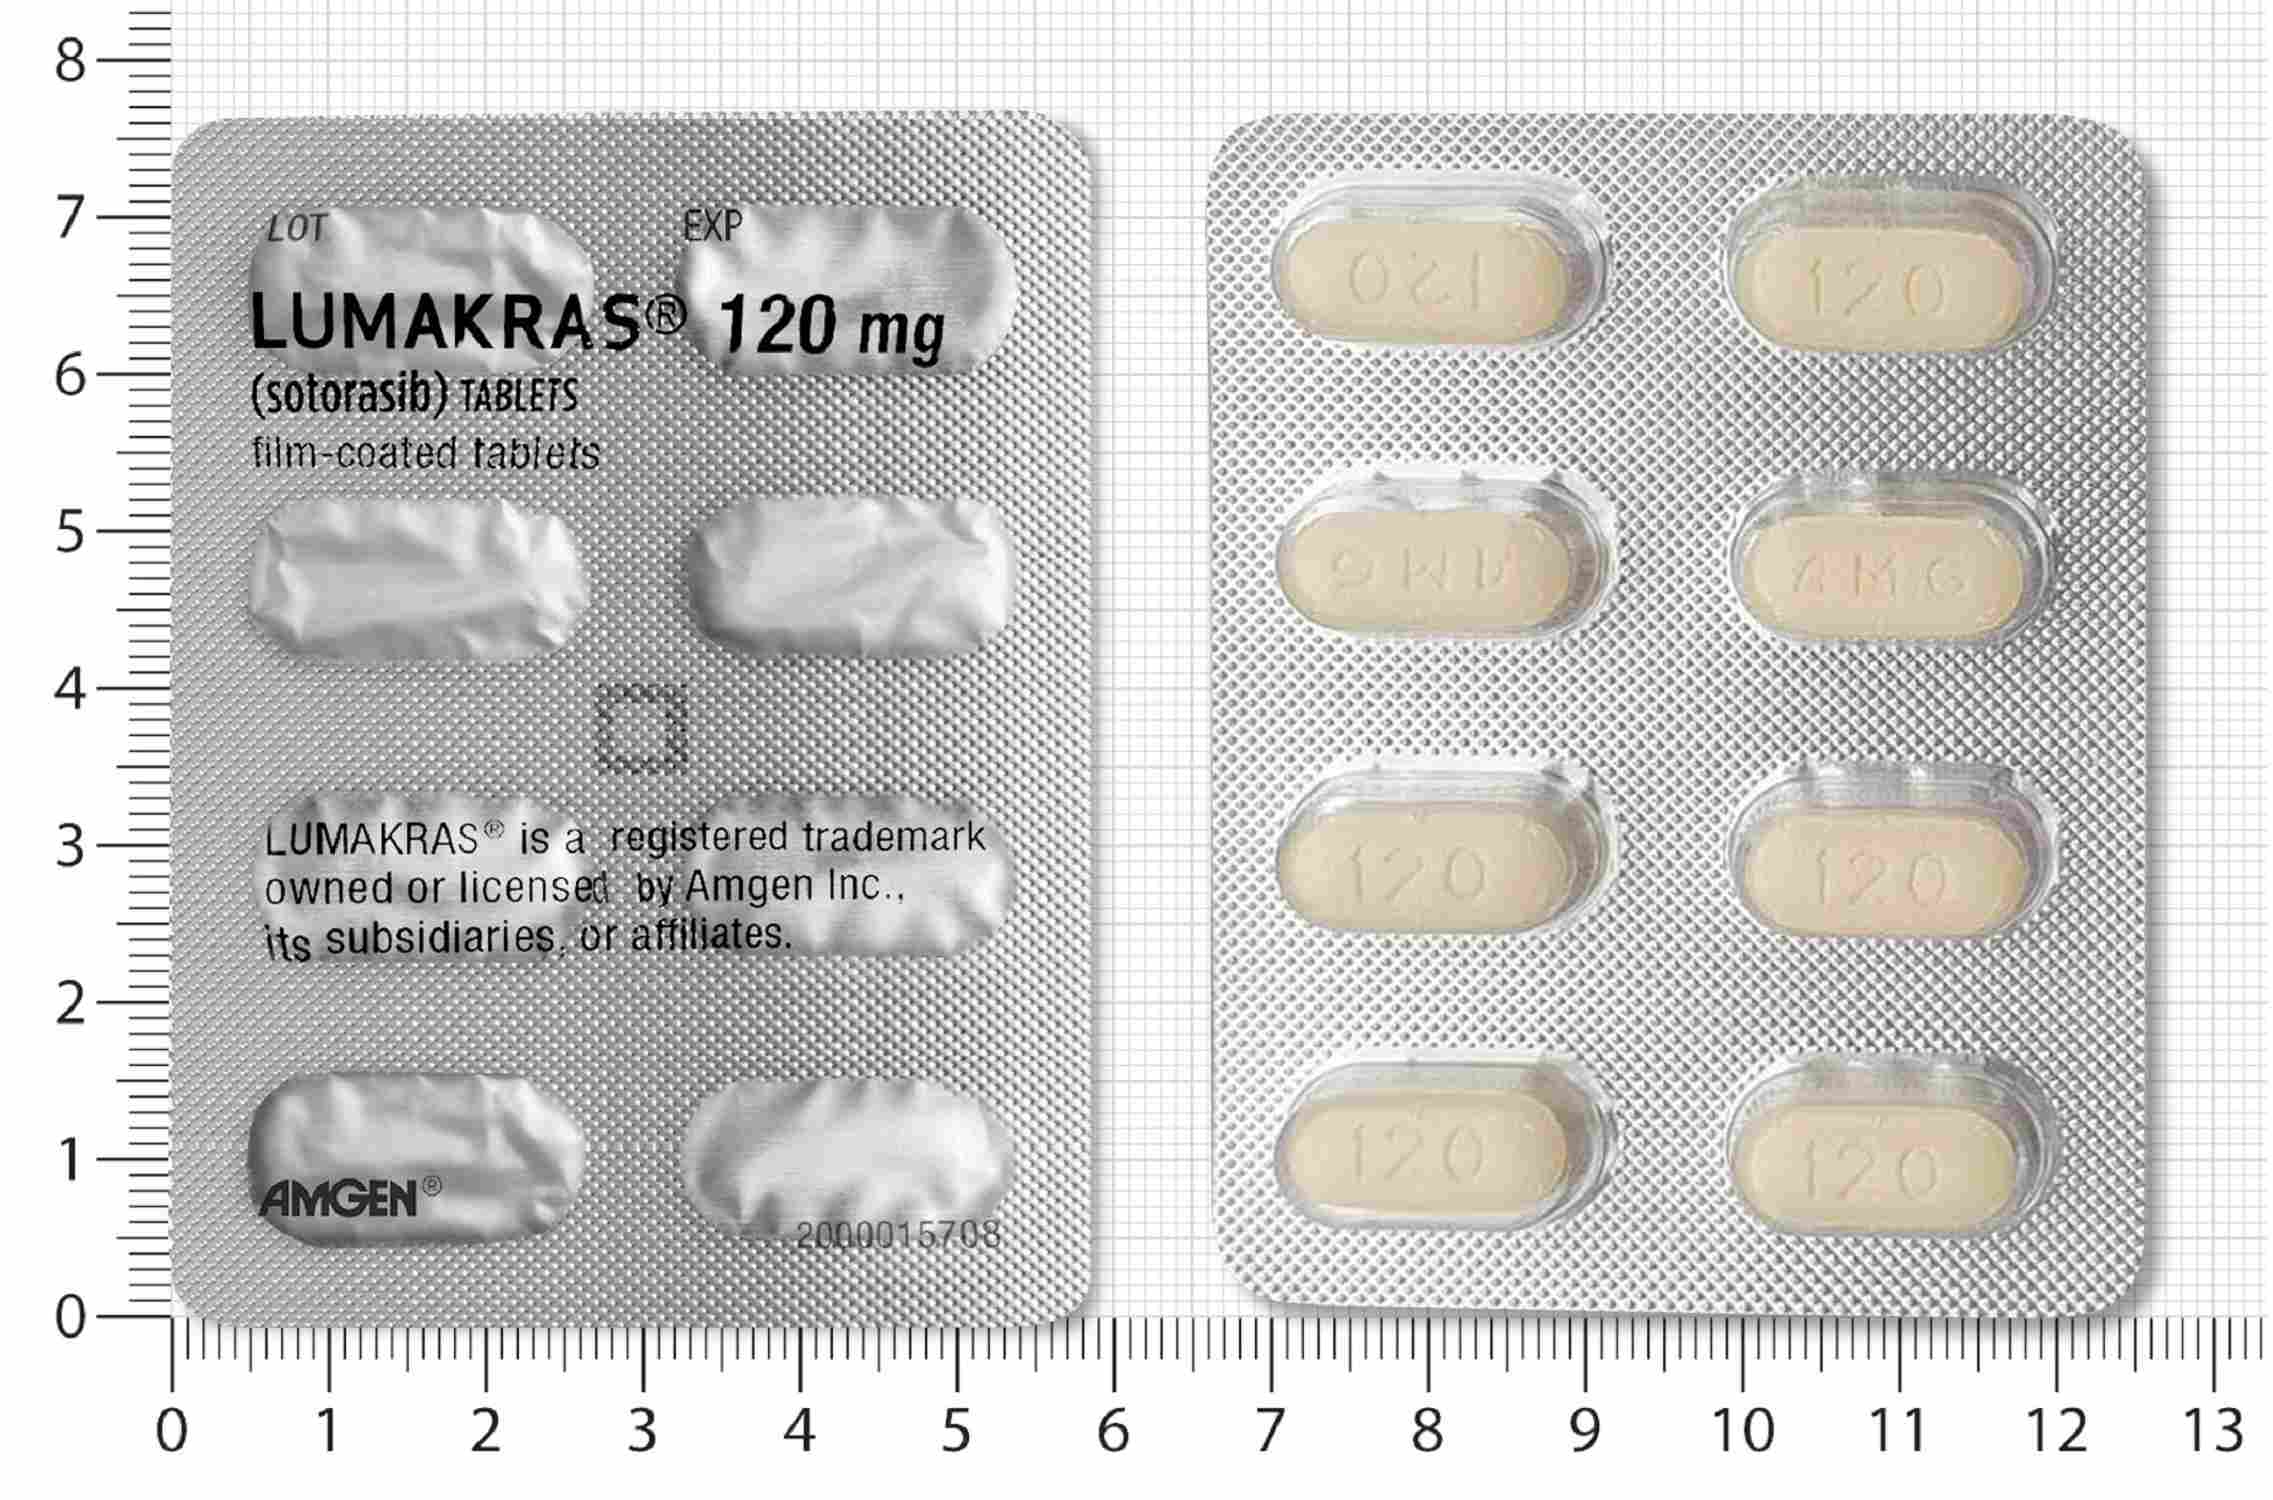 8
7
6
5
4
3
2
1
0
LOT EXP
LUMAKRAS® 120 mg
(sotorasib) TABLETS
film-coated tablets
LUMAKRAS® is a registered trademark
owned or licensed by Amgen Inc.,
its subsidiaries, or affiliates.
AMGEN®
2000015708
120 120
AMG AMG
120 120
120 120
0 1 2 3 4 5 6 7 8 9 10 11 12 13